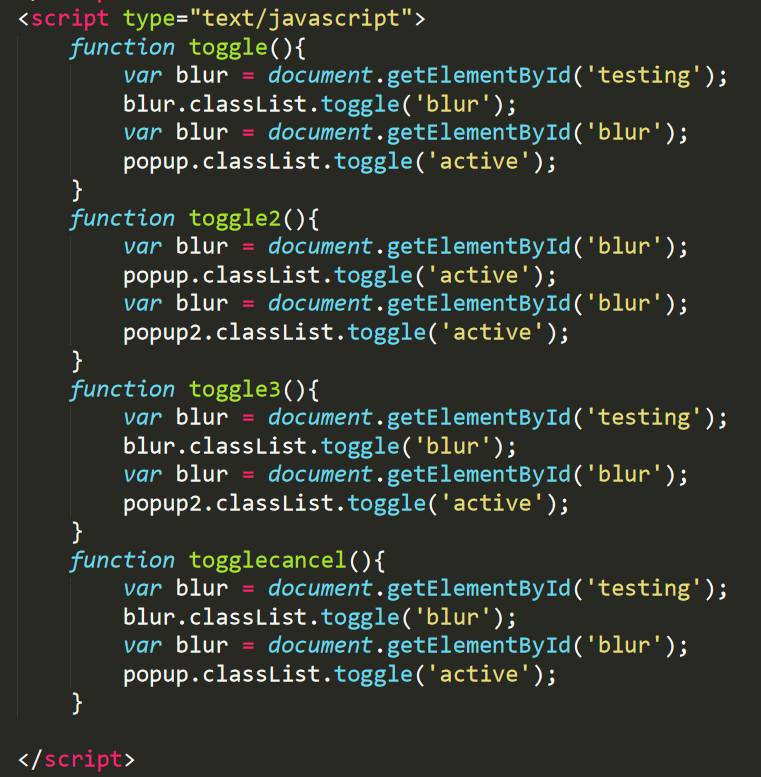 <script type="text/javascript">
function toggle(){
var blur = document.getElementById('testing');
blur.classList.toggle('blur');
var blur = document.getElementById('blur');
popup.classList.toggle('active');
}
function toggle2(){
var blur = document.getElementById('blur');
popup.classList.toggle('active');
var blur = document.getElementById('blur');
popup2.classList.toggle('active');
}
function toggle3(){
var blur = document.getElementById('testing');
blur.classList.toggle('blur');
var blur = document.getElementById('blur');
popup2.classList.toggle('active');
}
function togglecancel(){
var blur = document.getElementById('testing');
blur.classList.toggle('blur');
var blur = document.getElementById('blur');
popup.classList.toggle('active');
}
</script>